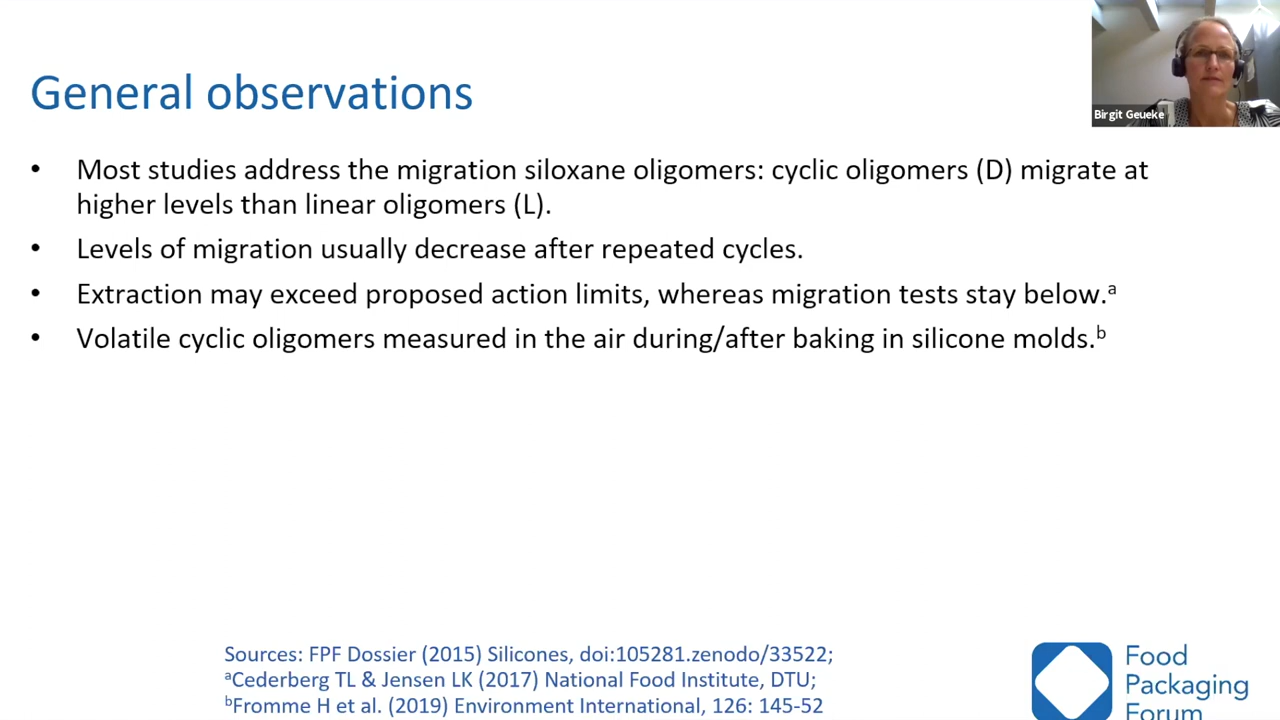 General observations
Birgit Geueke
• Most studies address the migration siloxane oligomers: cyclic oligomers (D) migrate at
higher levels than linear oligomers (L).
• Levels of migration usually decrease after repeated cycles.
• Extraction may exceed proposed action limits, whereas migration tests stay below.ᵃ
• Volatile cyclic oligomers measured in the air during/after baking in silicone molds.ᵇ
Sources: FPF Dossier (2015) Silicones, doi:105281.zenodo/33522;
ᵃCederberg TL & Jensen LK (2017) National Food Institute, DTU;
ᵇFromme H et al. (2019) Environment International, 126: 145-52
Food
Packaging
Forum